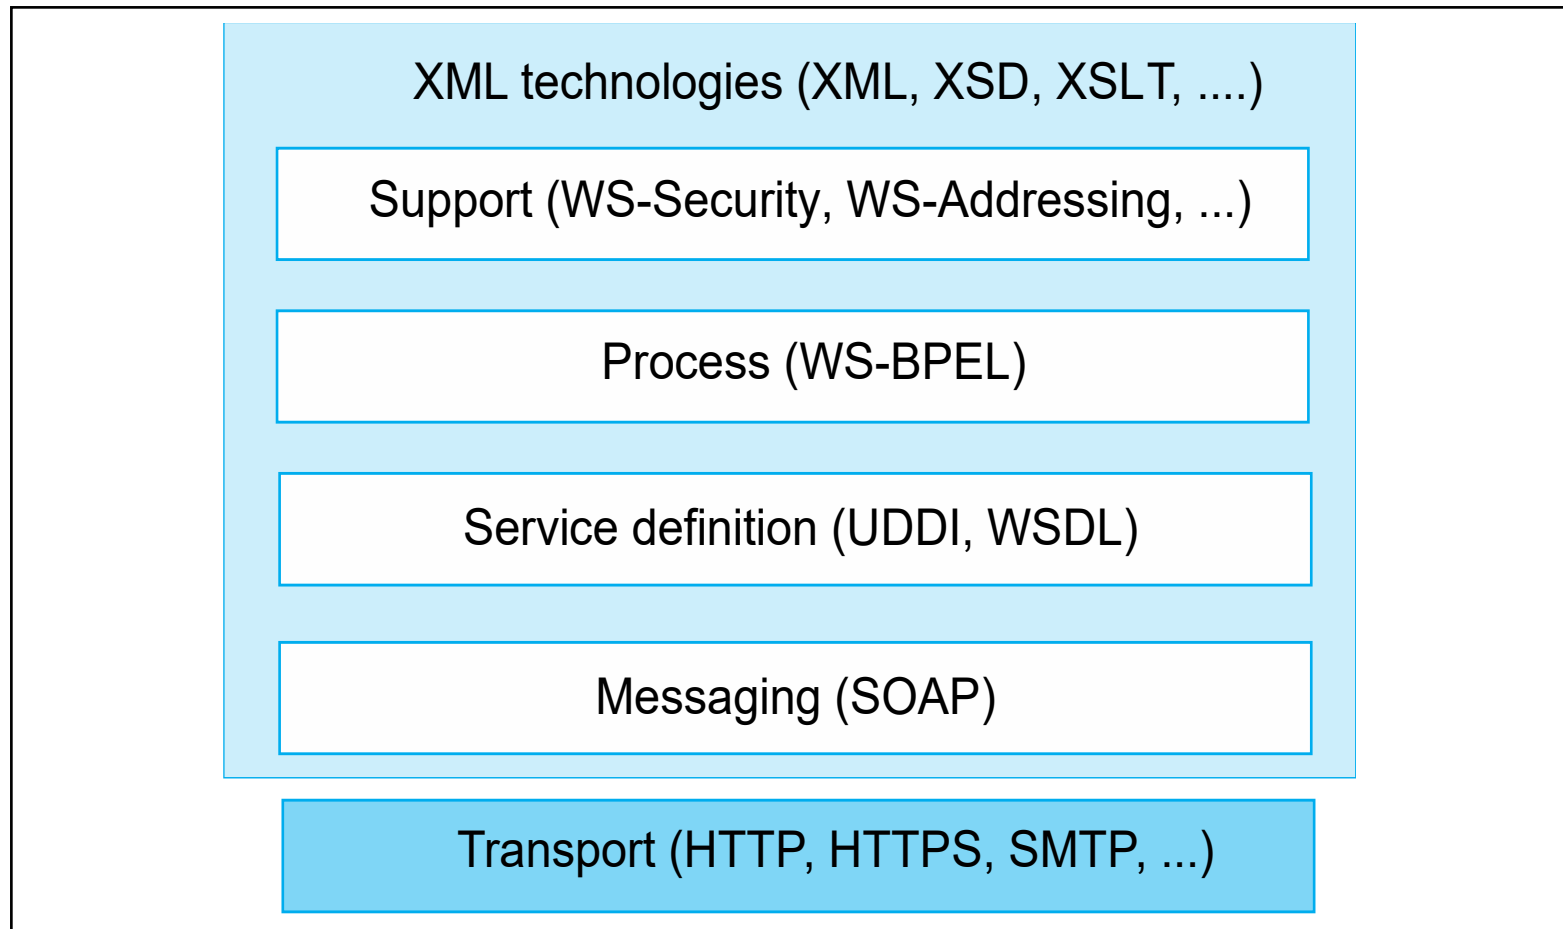 XML technologies (XML, XSD, XSLT, ....)
Support (WS-Security, WS-Addressing, ...)
Process (WS-BPEL)
Service definition (UDDI, WSDL)
Messaging (SOAP)
Transport (HTTP, HTTPS, SMTP, ...)